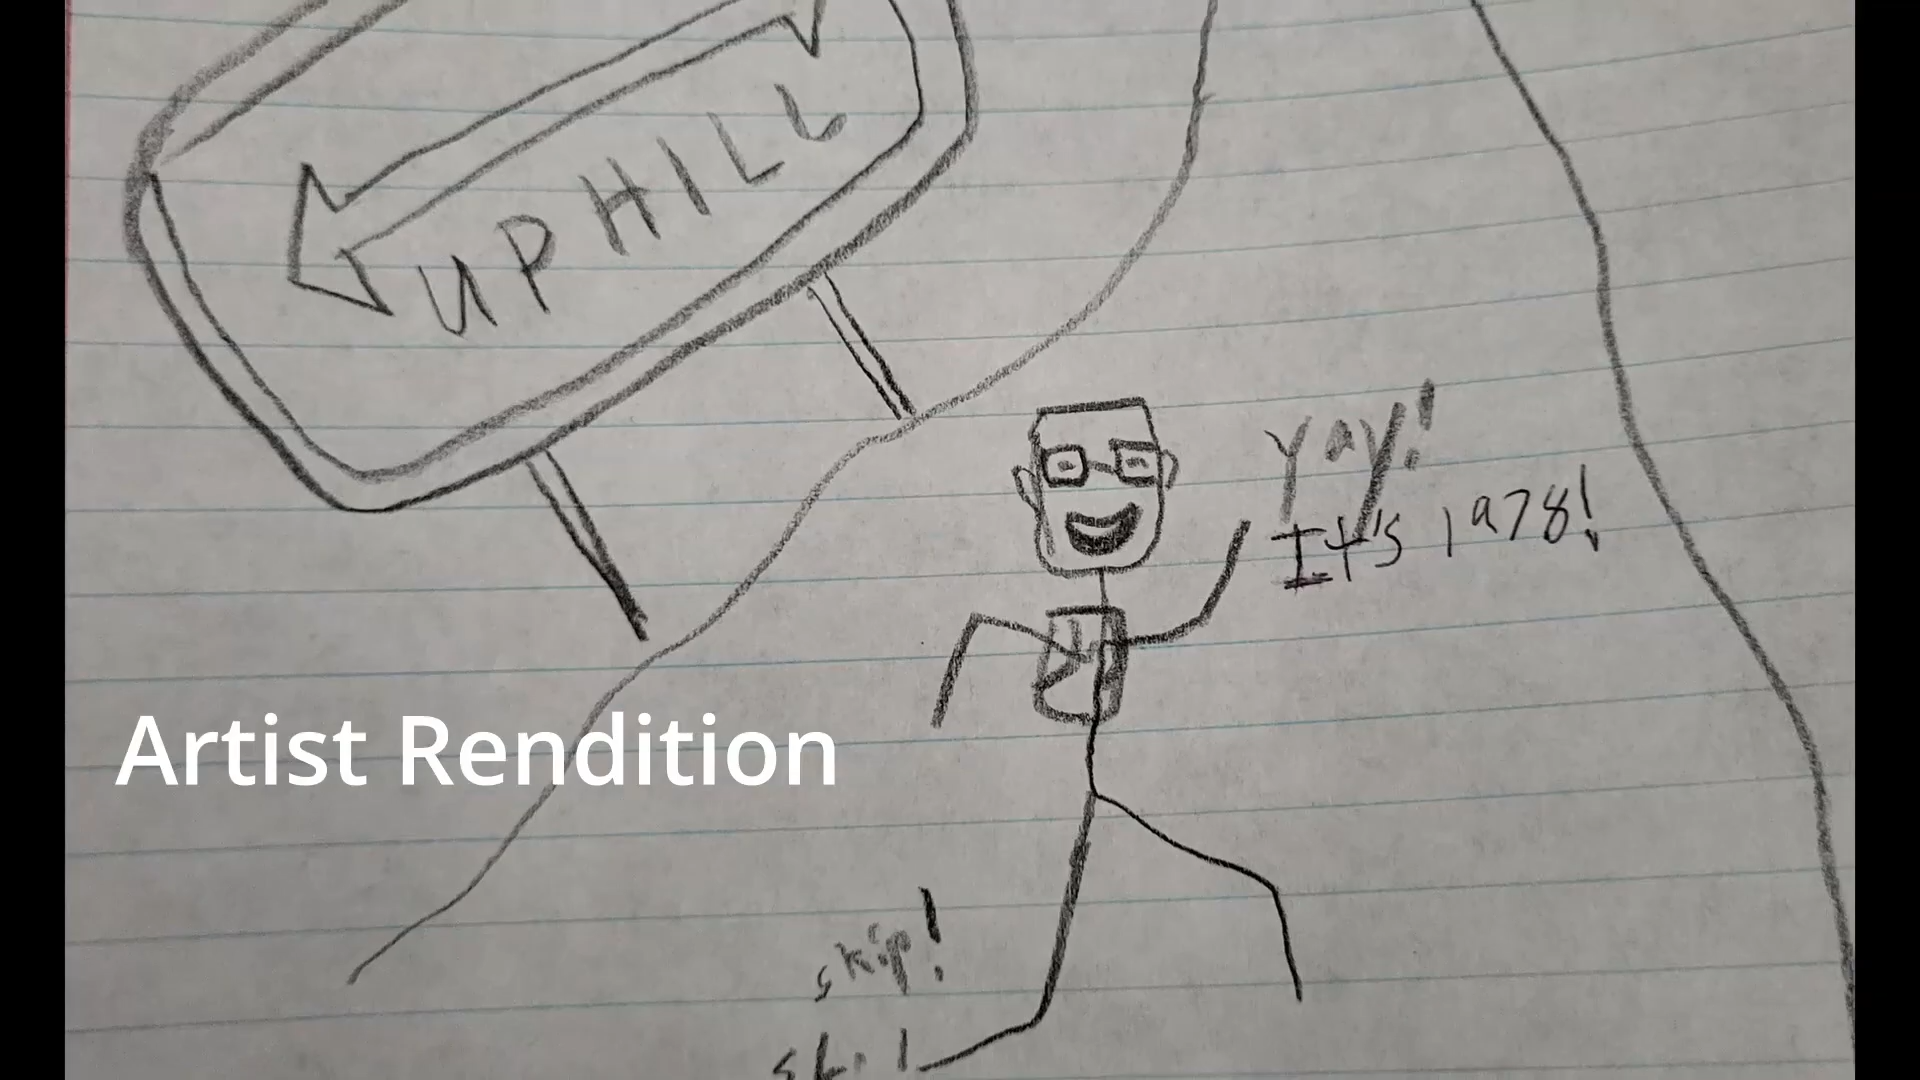 UPHILL
Yay!
It's 1978!
Artist Rendition
skip!